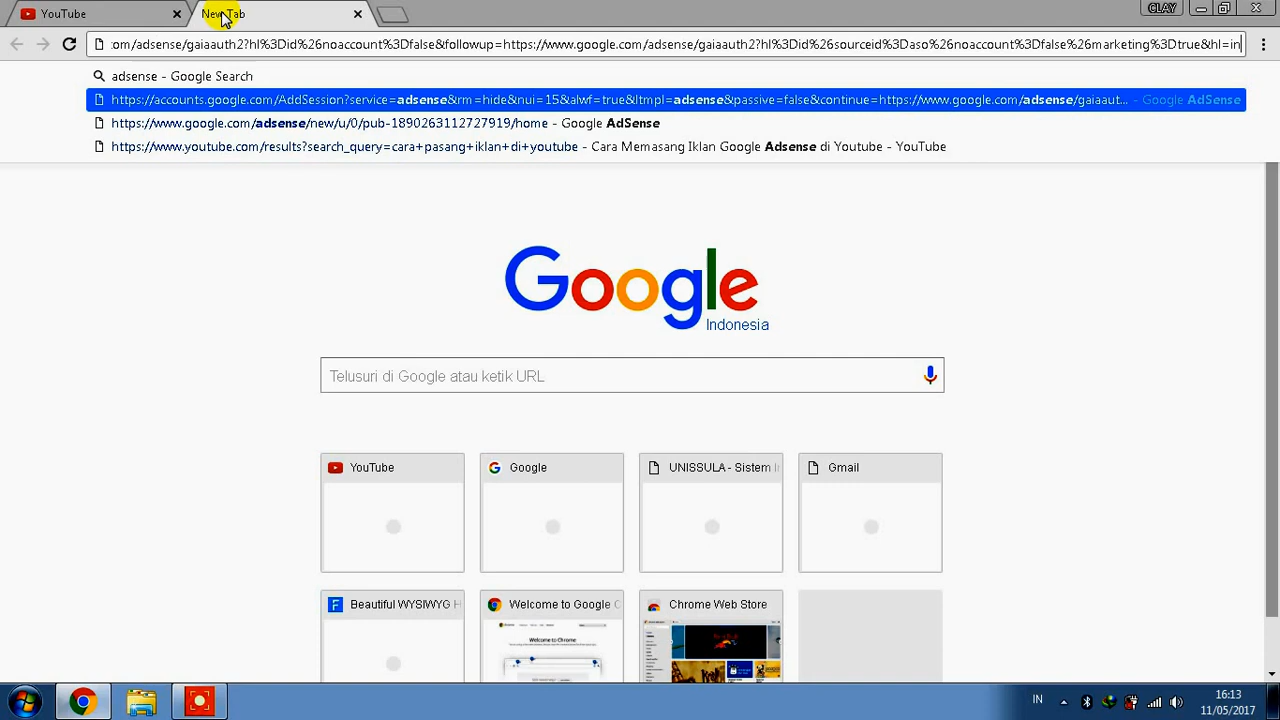 YouTube
New Tab
CLAY
om/adsense/gaiaauth2?hl%3Did%26noaccount%3Dfalse&followup=https://www.google.com/adsense/gaiaauth2?hl%3Did%26sourceid%3Daso%26noaccount%3Dfalse%26marketing%3Dtrue&hl=in
adsense - Google Search
https://accounts.google.com/AddSession?service=adsense&rm=hide&nui=15&alwf=true&ltmpl=adsense&passive=false&continue=https://www.google.com/adsense/gaiaaut... - Google AdSense
https://www.google.com/adsense/new/u/0/pub-1890263112727919/home - Google AdSense
https://www.youtube.com/results?search_query=cara+pasang+iklan+di+youtube - Cara Memasang Iklan Google Adsense di Youtube - YouTube
Google
Indonesia
Telusuri di Google atau ketik URL
YouTube
Google
UNISSULA - Sistem I
Gmail
Beautiful WYSIWYG H
Welcome to Google C
Chrome Web Store
Welcome to Chrome
IN
16:13
11/05/2017